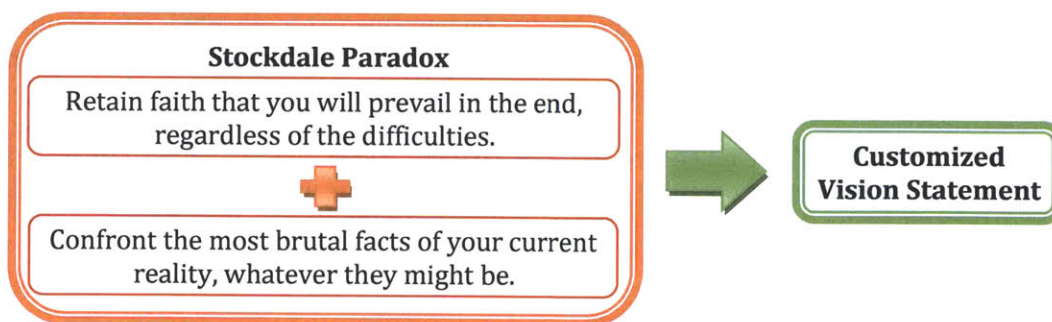 Stockdale Paradox
Retain faith that you will prevail in the end,
regardless of the difficulties.
Confront the most brutal facts of your current
reality, whatever they might be.
Customized
Vision Statement